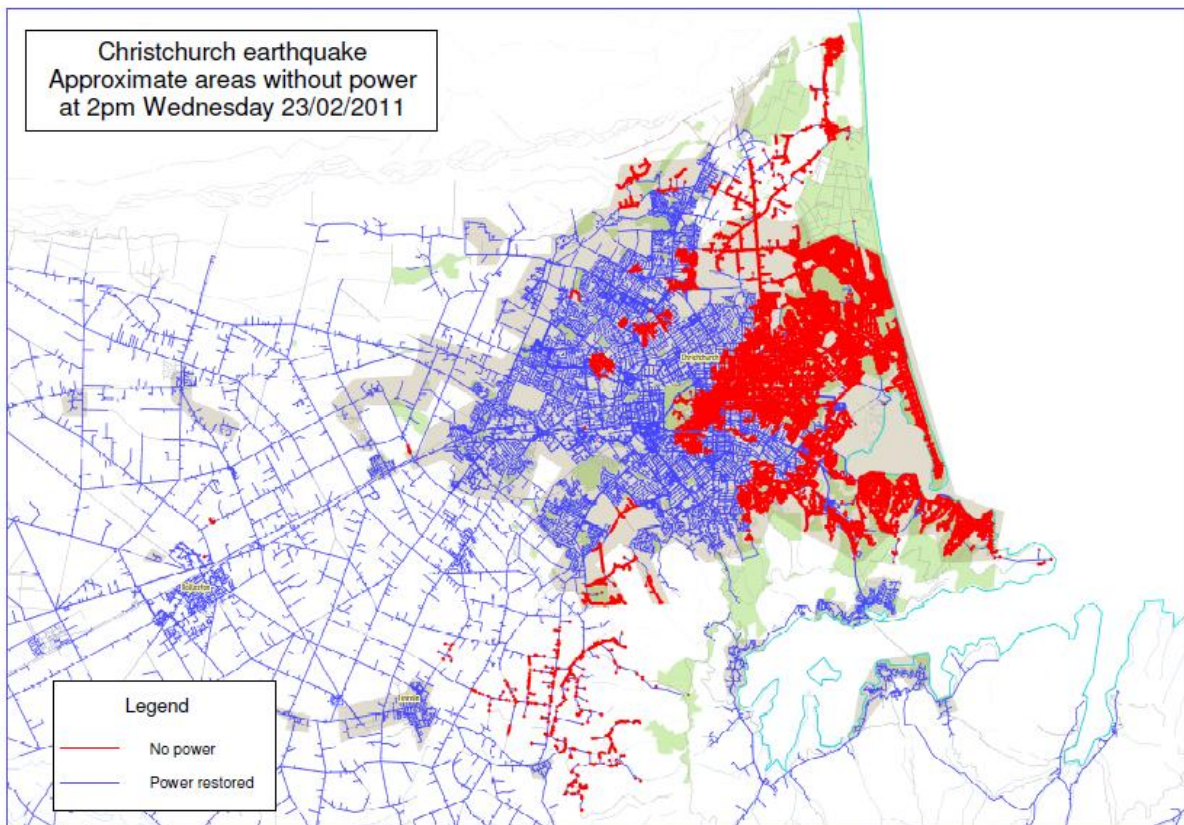 Christchurch earthquake
Approximate areas without power
at 2pm Wednesday 23/02/2011
Christchurch
Rolleston
Lincoln
Legend
No power
Power restored